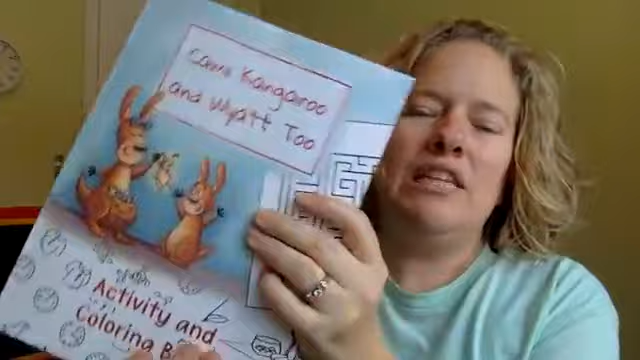 Cami Kangaroo
and Wyatt Too
Activity and
Coloring